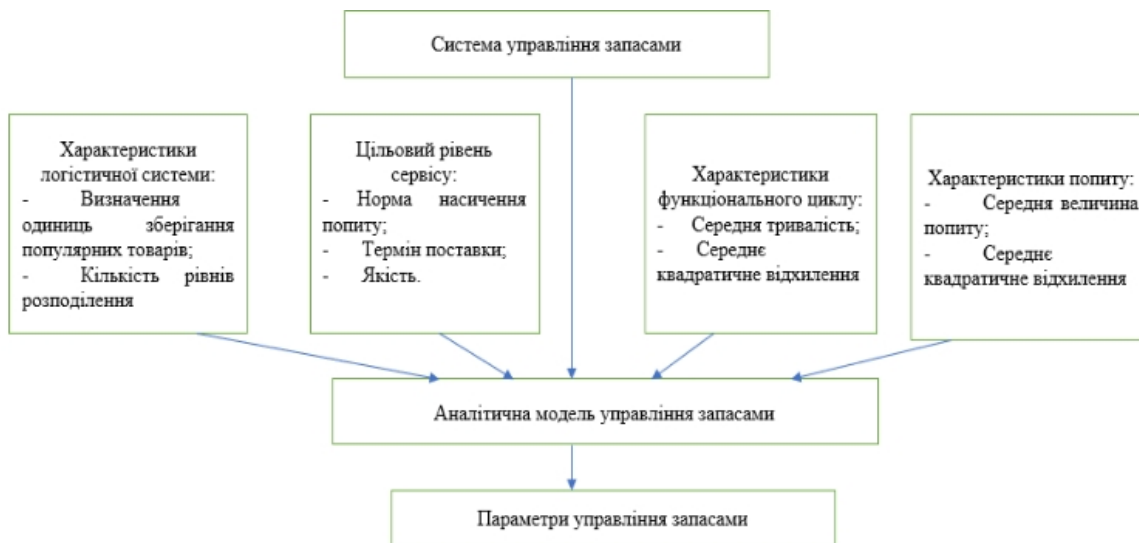 Система управління запасами
Характеристики
логістичної системи:
- Визначення
одиниць зберігання
популярних товарів;
- Кількість рівнів
розподілення
Цільовий рівень
сервісу:
- Норма насичення
попиту;
- Термін поставки;
- Якість.
Характеристики
функціонального циклу:
- Середня тривалість;
- Середнє
квадратичне відхилення
Характеристики попиту:
- Середня величина
попиту;
- Середнє
квадратичне відхилення
Аналітична модель управління запасами
Параметри управління запасами